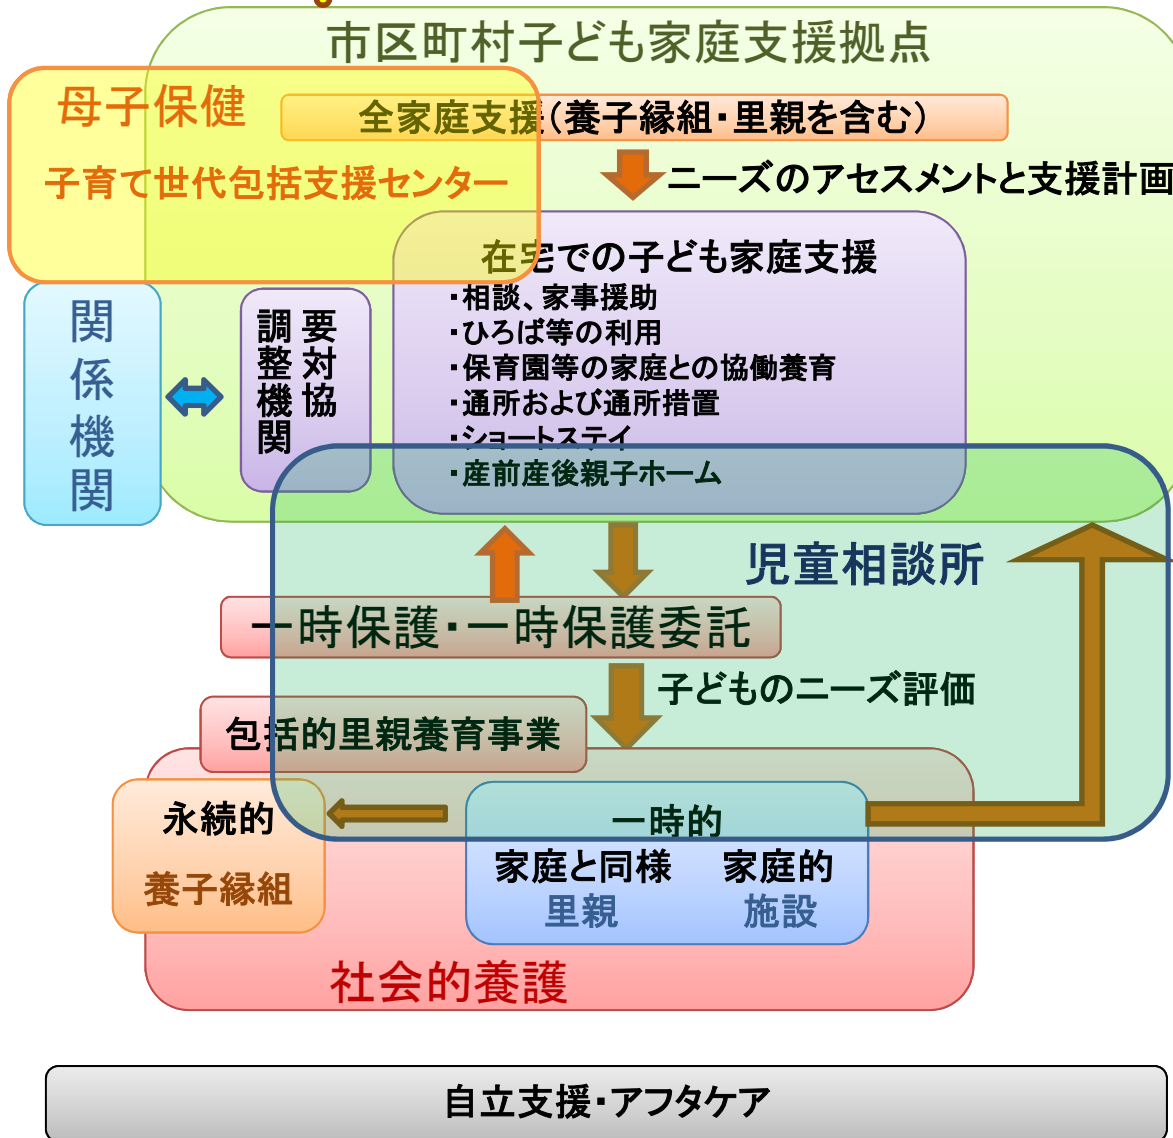 市区町村子ども家庭支援拠点
母子保健
全家庭支援(養子縁組・里親を含む)
子育て世代包括支援センター
ニーズのアセスメントと支援計画
在宅での子ども家庭支援
・相談、家事援助
・ひろば等の利用
・保育園等の家庭との協働養育
・通所および通所措置
・ショートステイ
・産前産後親子ホーム
関係機関
要対協
調整機関
児童相談所
一時保護・一時保護委託
子どものニーズ評価
包括的里親養育事業
永続的
養子縁組
一時的
家庭と同様 家庭的
里親 施設
社会的養護
自立支援・アフタケア